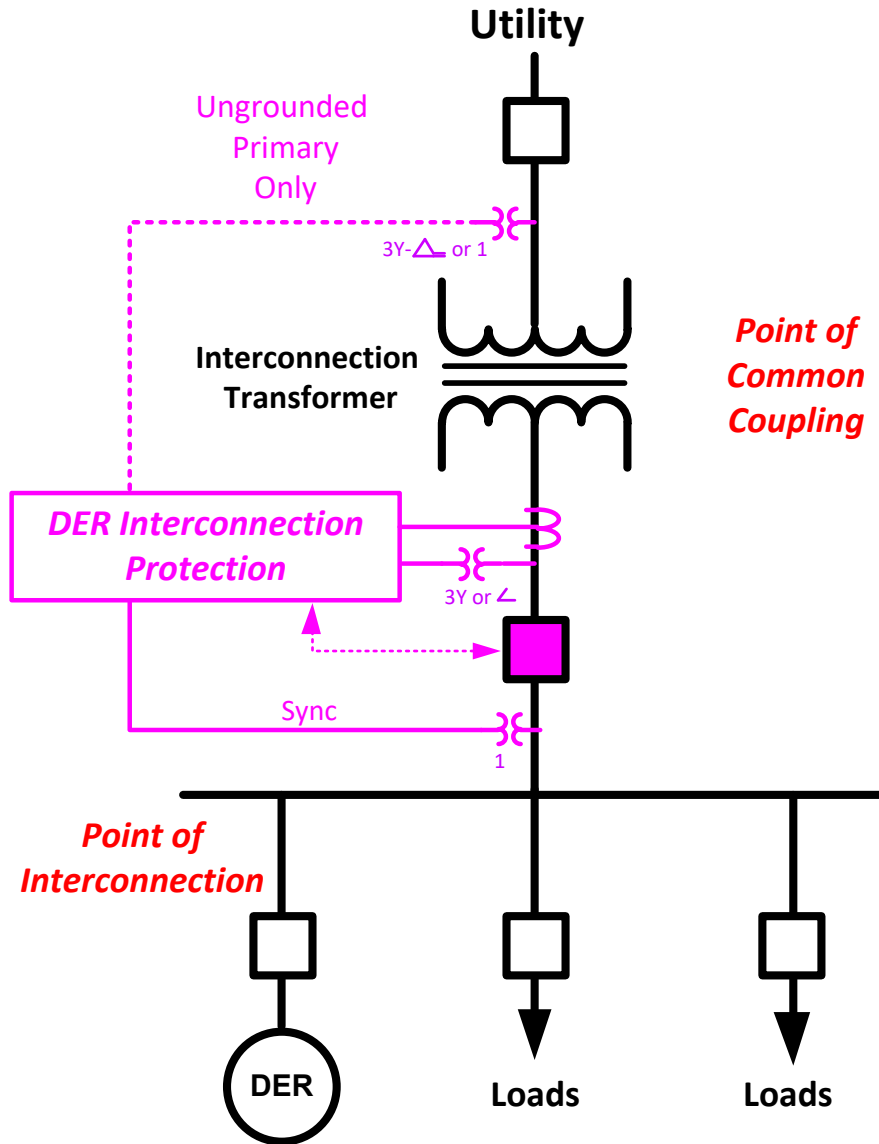 Utility
Ungrounded
Primary
Only
3Y- or 1
Interconnection
Transformer
Point of
Common
Coupling
DER Interconnection
Protection
3Y or
Sync
1
Point of
Interconnection
DER
Loads
Loads